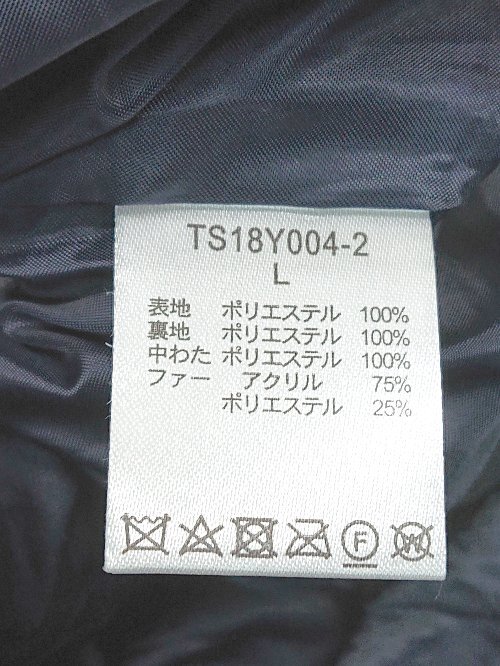 TS18Y004-2
L
表地 ポリエステル 100%
裏地 ポリエステル 100%
中わた ポリエステル 100%
ファー アクリル 75%
ポリエステル 25%
F W